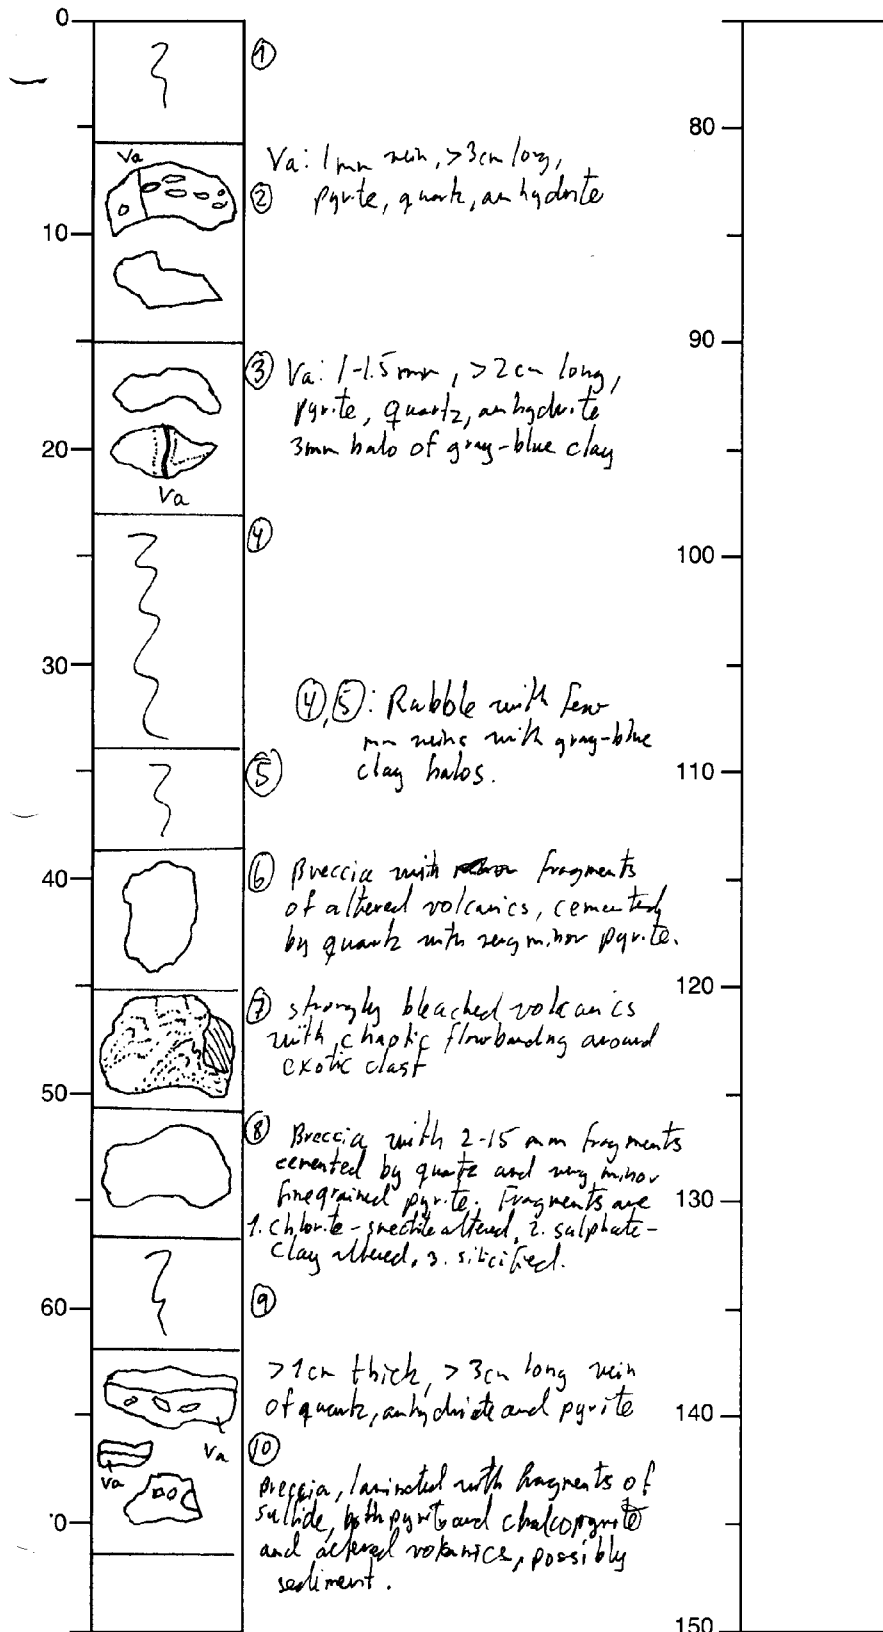 0
①
Va
Va: 1mm vein, >3cm long,
②
pyrite, quartz, anhydrite
80
10
90
③ Va: 1-1.5mm, >2cm long,
pyrite, quartz, anhydrite
20
3mm halo of gray-blue clay
Va
④
100
30
④,⑤: Rubble with few
mm veins with gray-blue
⑤
clay halos.
110
40
⑥ Breccia with fragments
of altered volcanics, cemented
by quartz with very minor pyrite.
120
⑦ strongly bleached volcanics
with chaotic flowbanding around
exotic clast
50
⑧ Breccia with 2-15 mm fragments
cemented by quartz and very minor
finegrained pyrite. Fragments are
130
1. chlorite-smectite altered, 2. sulphate-
clay altered, 3. silicified.
60
⑨
>1cm thick, >3cm long vein
of quartz, anhydrite and pyrite
140
Va
Va
⑩
Breccia, laminated with fragments of
sulfide, both pyrite and chalcopyrite
0
and altered volcanics, possibly
sediment.
150